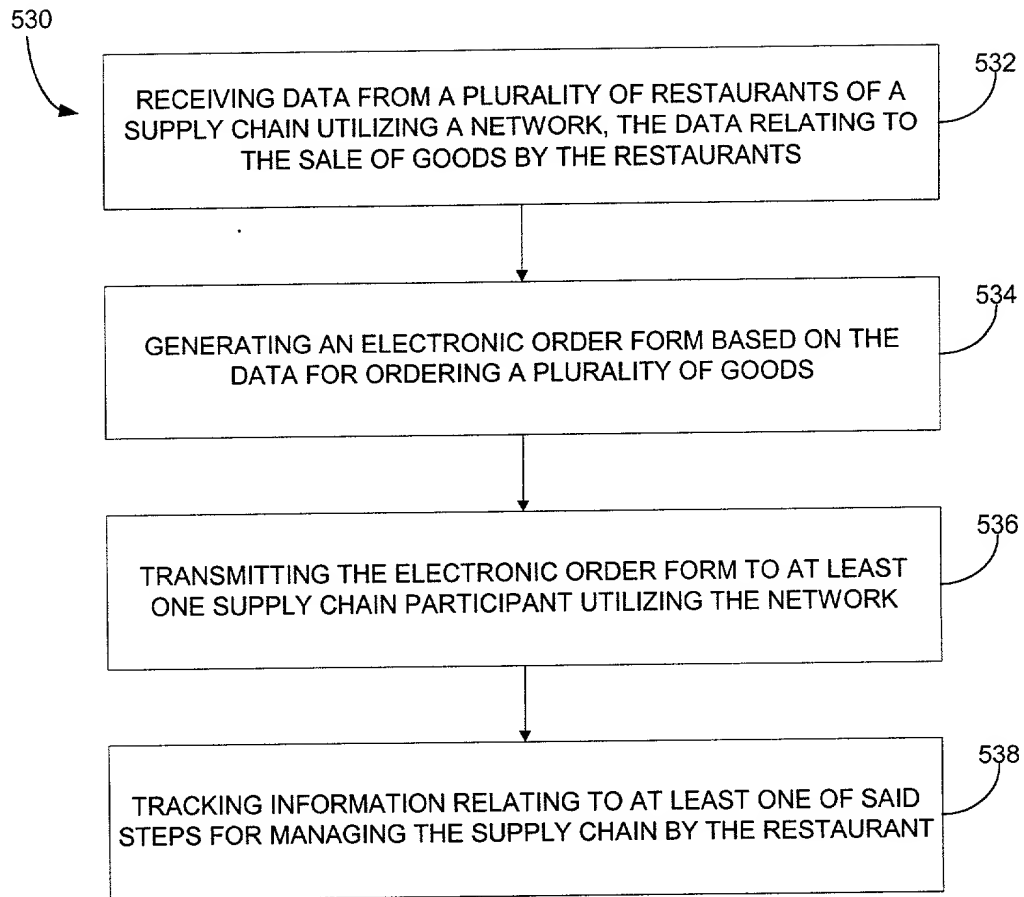 530
532
RECEIVING DATA FROM A PLURALITY OF RESTAURANTS OF A
SUPPLY CHAIN UTILIZING A NETWORK, THE DATA RELATING TO
THE SALE OF GOODS BY THE RESTAURANTS
534
GENERATING AN ELECTRONIC ORDER FORM BASED ON THE
DATA FOR ORDERING A PLURALITY OF GOODS
536
TRANSMITTING THE ELECTRONIC ORDER FORM TO AT LEAST
ONE SUPPLY CHAIN PARTICIPANT UTILIZING THE NETWORK
538
TRACKING INFORMATION RELATING TO AT LEAST ONE OF SAID
STEPS FOR MANAGING THE SUPPLY CHAIN BY THE RESTAURANT